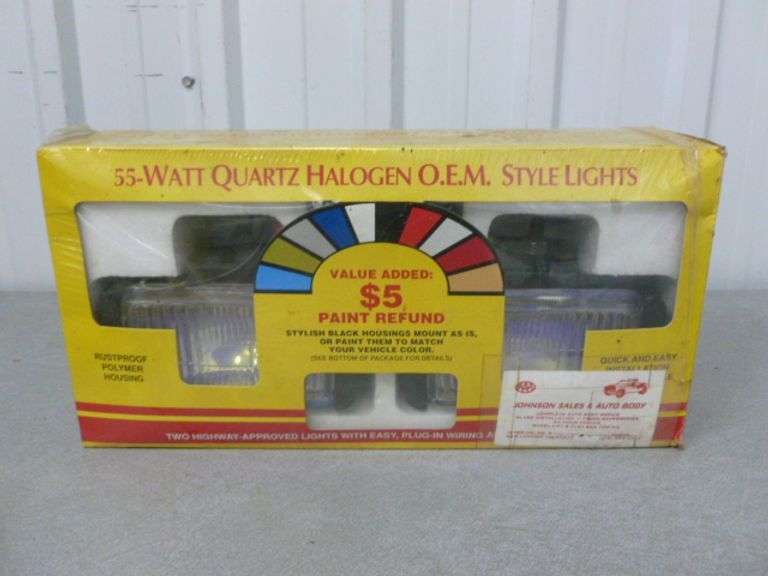 55-WATT QUARTZ HALOGEN O.E.M. STYLE LIGHTS
VALUE ADDED:
$5
PAINT REFUND
STYLISH BLACK HOUSINGS MOUNT AS IS,
OR PAINT THEM TO MATCH
YOUR VEHICLE COLOR.
(SEE BOTTOM OF PACKAGE FOR DETAILS)
RUSTPROOF
POLYMER
HOUSING
QUICK AND EASY
INSTALLATION
JOHNSON SALES & AUTO BODY
TWO HIGHWAY-APPROVED LIGHTS WITH EASY, PLUG-IN WIRING